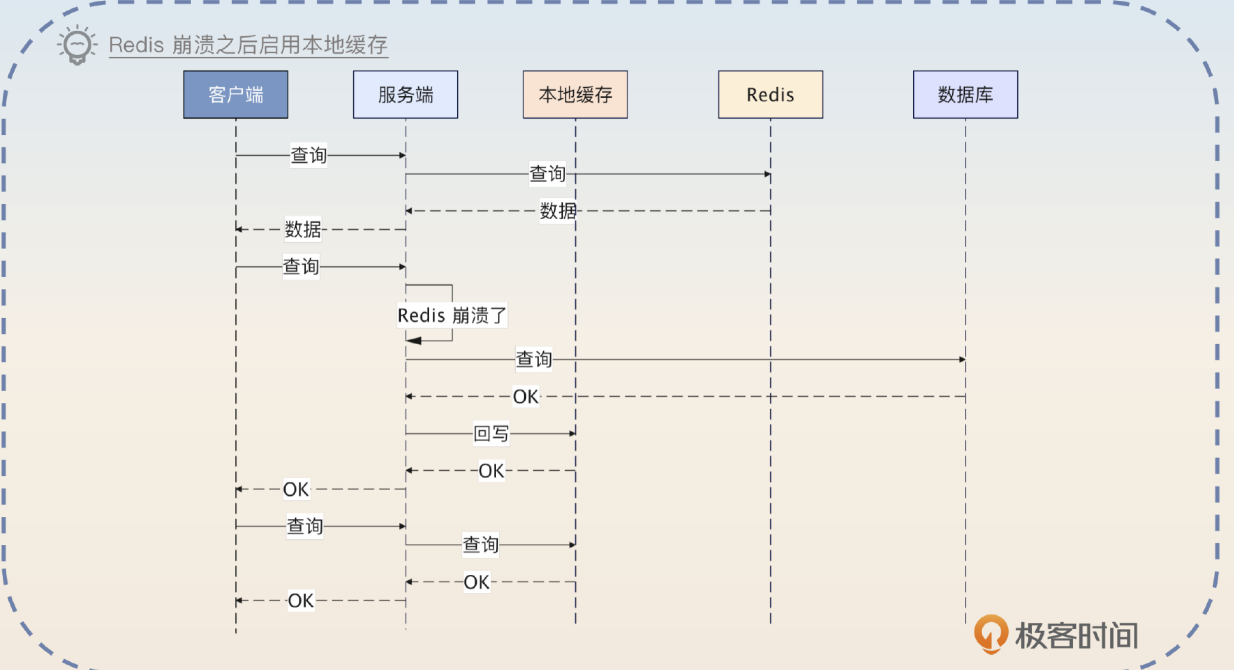 Redis 崩溃之后启用本地缓存
客户端
服务端
本地缓存
Redis
数据库
查询
查询
数据
数据
查询
Redis 崩溃了
查询
OK
回写
OK
OK
查询
查询
OK
OK
极客时间